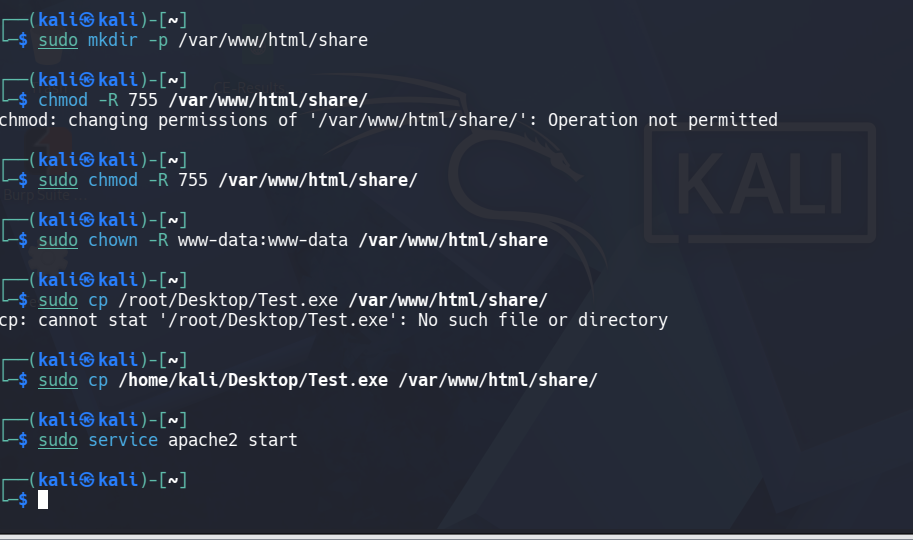 ┌──(kali㉿kali)-[~]
└─$ sudo mkdir -p /var/www/html/share
┌──(kali㉿kali)-[~]
└─$ chmod -R 755 /var/www/html/share/
chmod: changing permissions of '/var/www/html/share/': Operation not permitted
┌──(kali㉿kali)-[~]
└─$ sudo chmod -R 755 /var/www/html/share/
┌──(kali㉿kali)-[~]
└─$ sudo chown -R www-data:www-data /var/www/html/share
┌──(kali㉿kali)-[~]
└─$ sudo cp /root/Desktop/Test.exe /var/www/html/share/
cp: cannot stat '/root/Desktop/Test.exe': No such file or directory
┌──(kali㉿kali)-[~]
└─$ sudo cp /home/kali/Desktop/Test.exe /var/www/html/share/
┌──(kali㉿kali)-[~]
└─$ sudo service apache2 start
┌──(kali㉿kali)-[~]
└─$
KALI